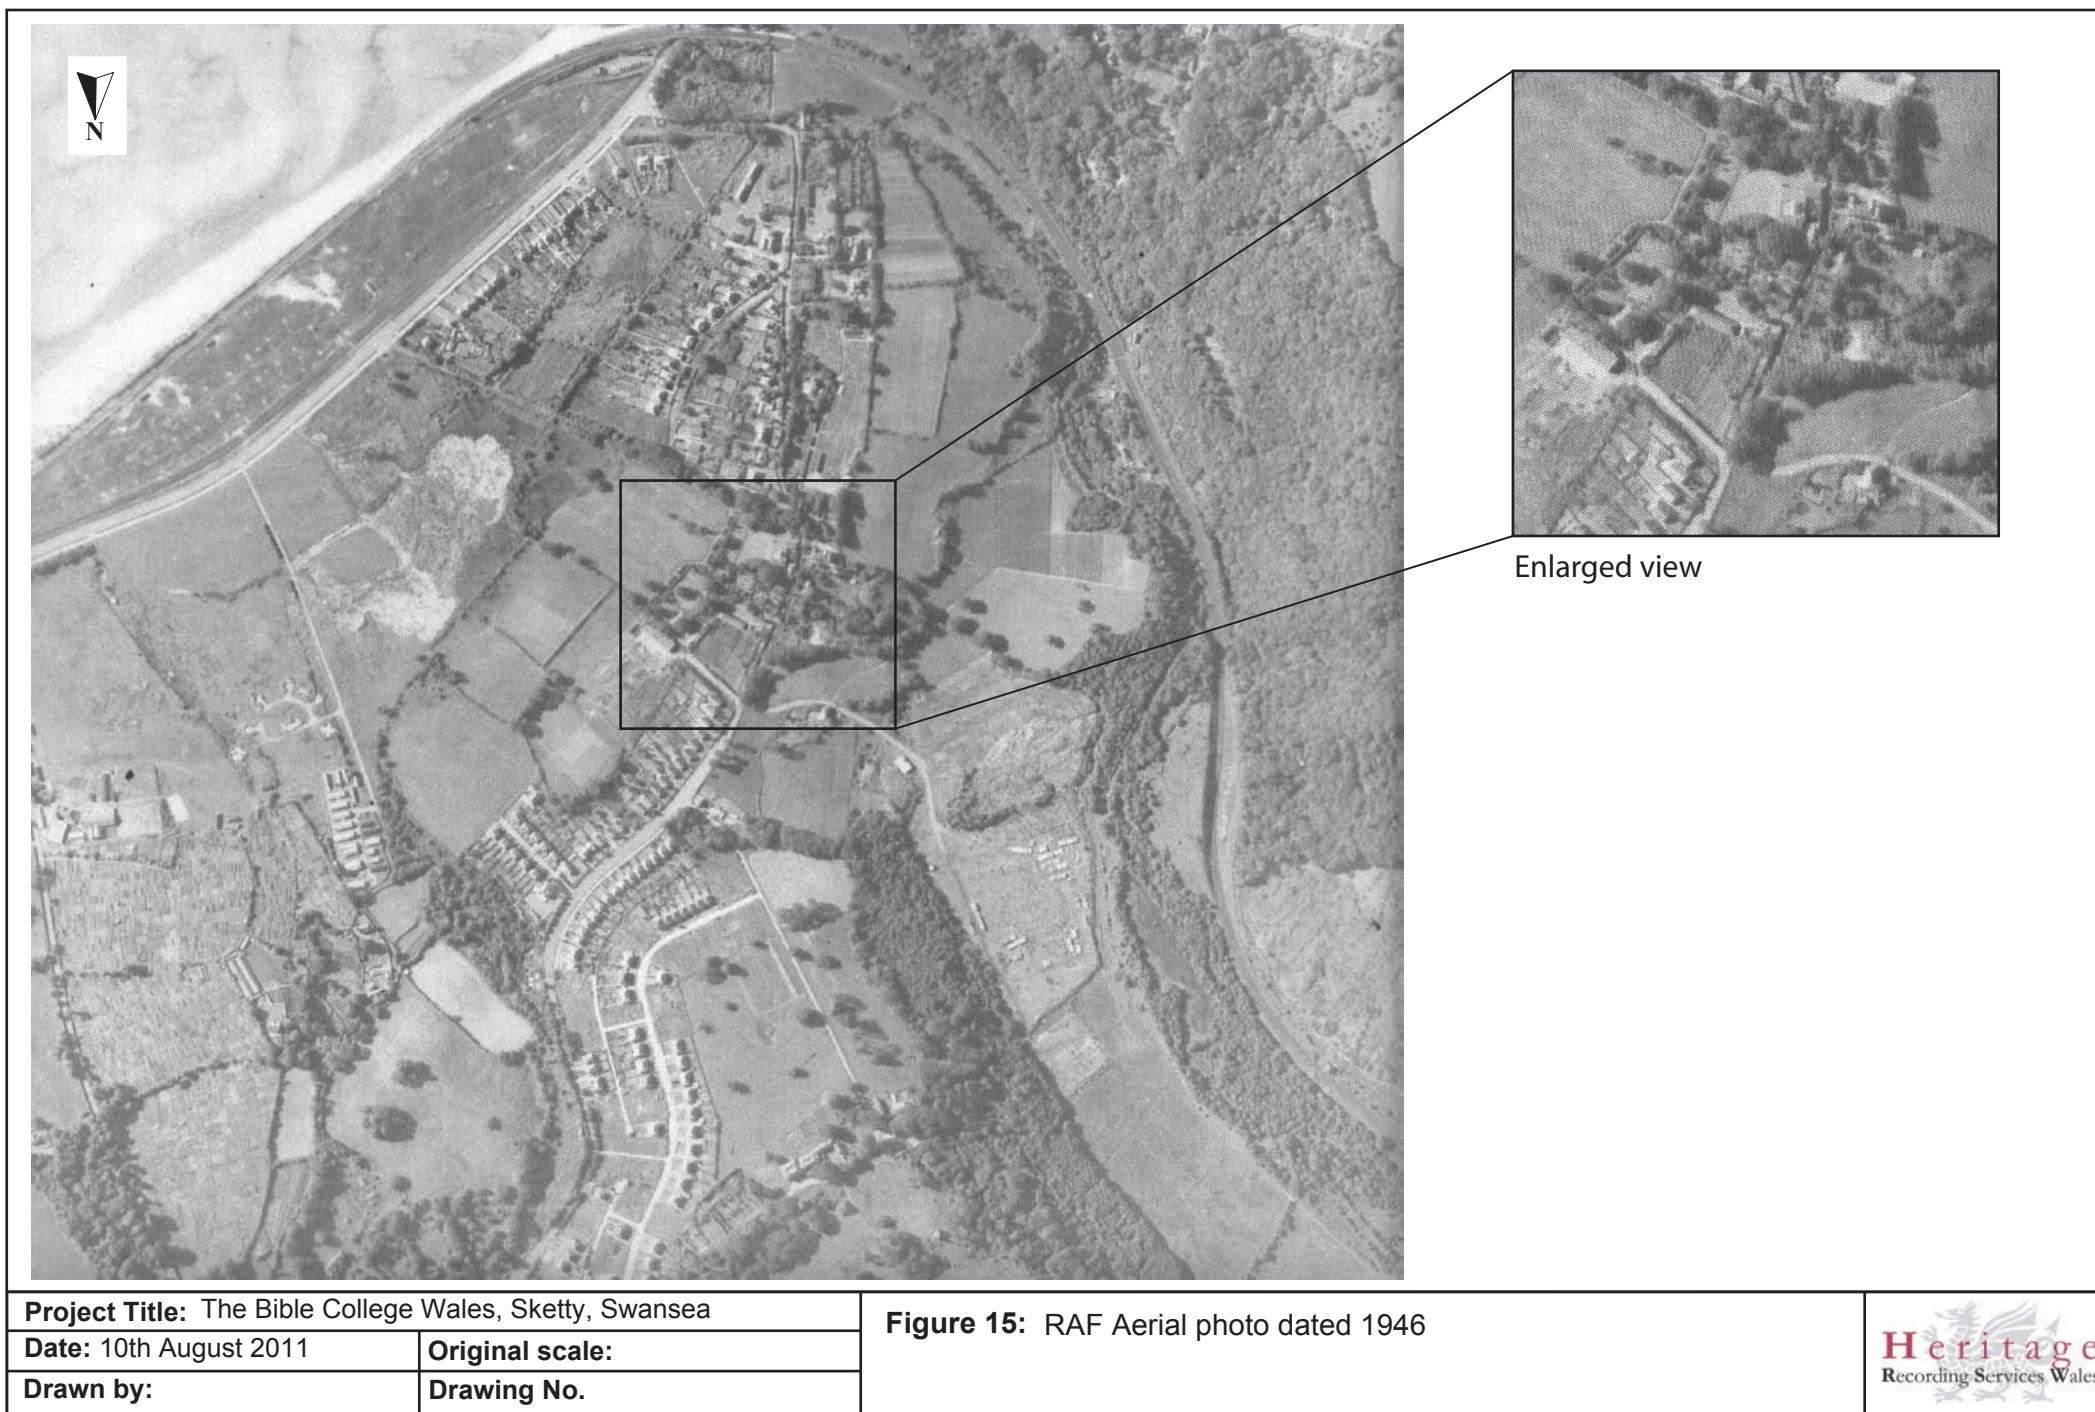 N
Enlarged view
Project Title: The Bible College Wales, Sketty, Swansea
Date: 10th August 2011
Original scale:
Drawn by:
Drawing No.
Figure 15: RAF Aerial photo dated 1946
Heritage
Recording Services Wales